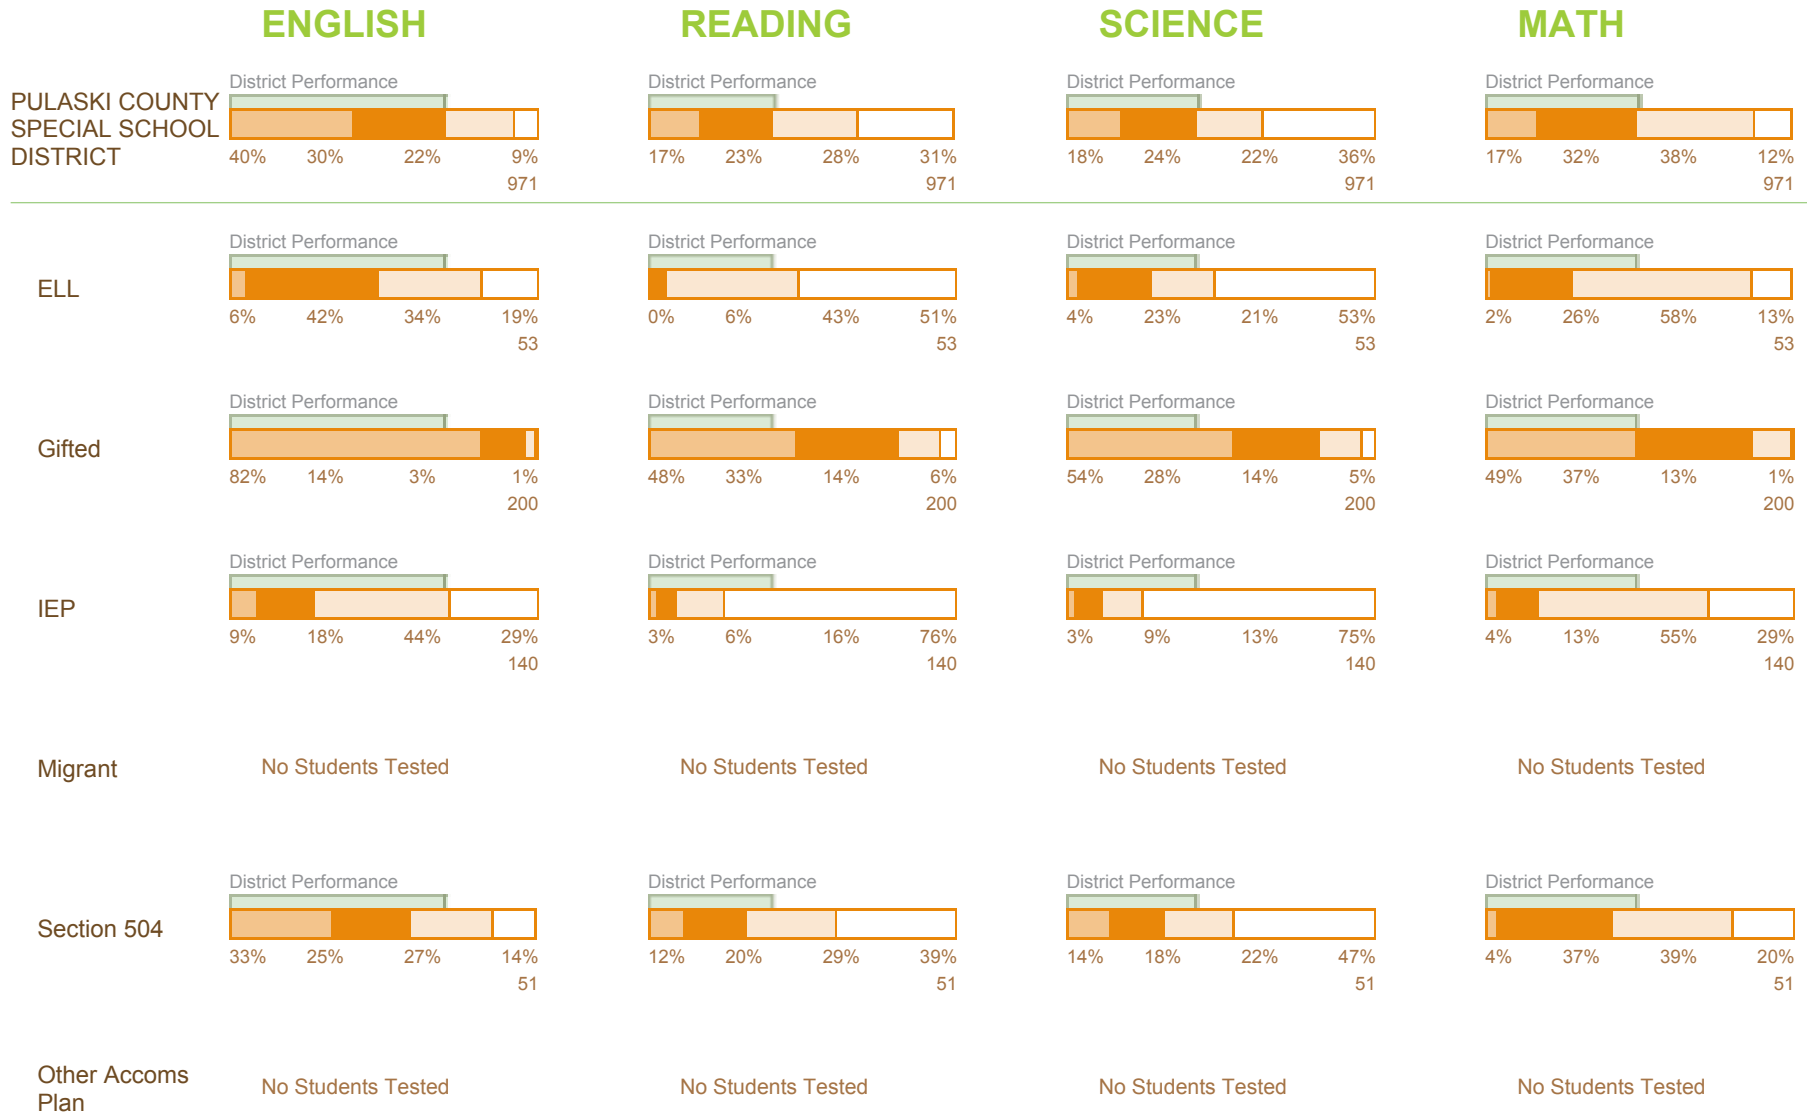 ENGLISH READING SCIENCE MATH
District Performance District Performance District Performance District Performance
PULASKI COUNTY
SPECIAL SCHOOL
DISTRICT
40% 30% 22% 9% 17% 23% 28% 31% 18% 24% 22% 36% 17% 32% 38% 12%
971 971 971 971
District Performance District Performance District Performance District Performance
ELL
6% 42% 34% 19% 0% 6% 43% 51% 4% 23% 21% 53% 2% 26% 58% 13%
53 53 53 53
District Performance District Performance District Performance District Performance
Gifted
82% 14% 3% 1% 48% 33% 14% 6% 54% 28% 14% 5% 49% 37% 13% 1%
200 200 200 200
District Performance District Performance District Performance District Performance
IEP
9% 18% 44% 29% 3% 6% 16% 76% 3% 9% 13% 75% 4% 13% 55% 29%
140 140 140 140
Migrant No Students Tested No Students Tested No Students Tested No Students Tested
District Performance District Performance District Performance District Performance
Section 504
33% 25% 27% 14% 12% 20% 29% 39% 14% 18% 22% 47% 4% 37% 39% 20%
51 51 51 51
Other Accoms
Plan
No Students Tested No Students Tested No Students Tested No Students Tested